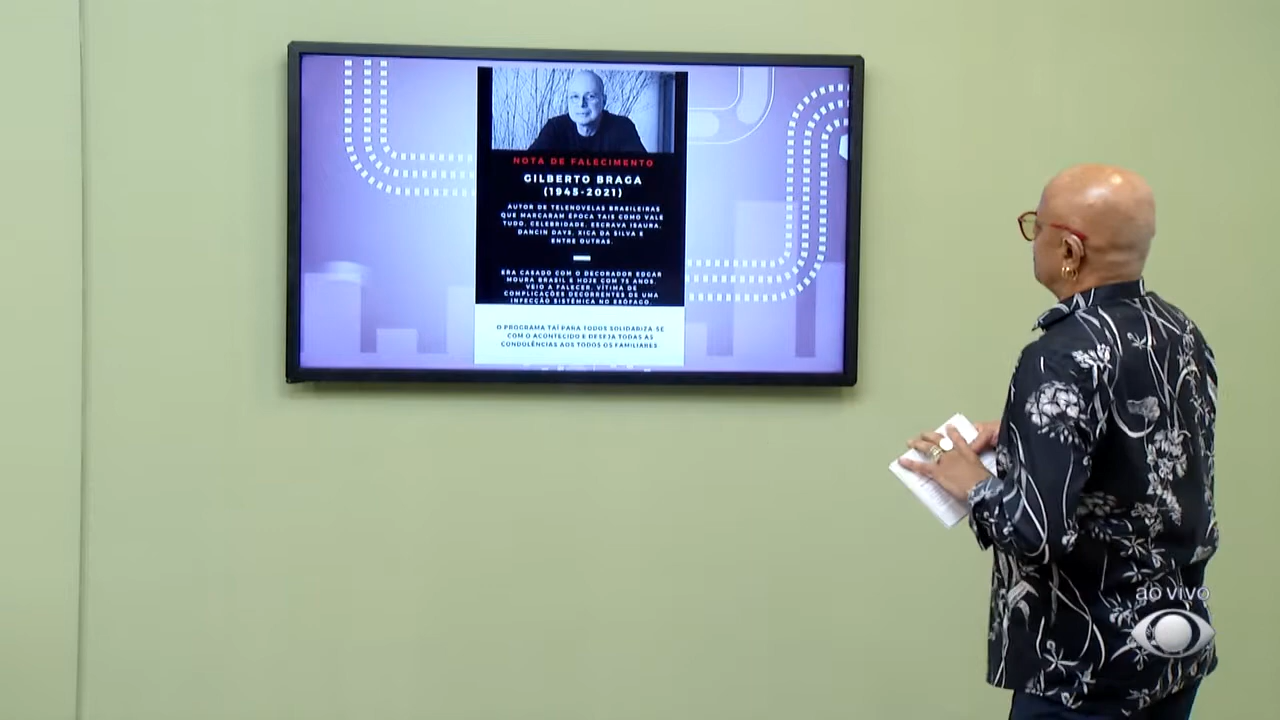 NOTA DE FALECIMENTO
GILBERTO BRAGA
(1945-2021)
AUTOR DE TELENOVELAS BRASILEIRAS
QUE MARCARAM ÉPOCA TAIS COMO VALE
TUDO, CELEBRIDADE, ESCRAVA ISAURA,
DANCIN DAYS, XICA DA SILVA E
ENTRE OUTRAS.
ERA CASADO COM O DECORADOR EDGAR
MOURA BRASIL E HOJE COM 75 ANOS,
VEIO A FALECER, VÍTIMA DE
COMPLICAÇÕES DECORRENTES DE UMA
INFECÇÃO SISTÊMICA NO ESÔFAGO.
O PROGRAMA TAÍ PARA TODOS SOLIDARIZA-SE
COM O ACONTECIDO E DESEJA TODAS AS
CONDOLÊNCIAS AOS TODOS OS FAMILIARES
ao vivo